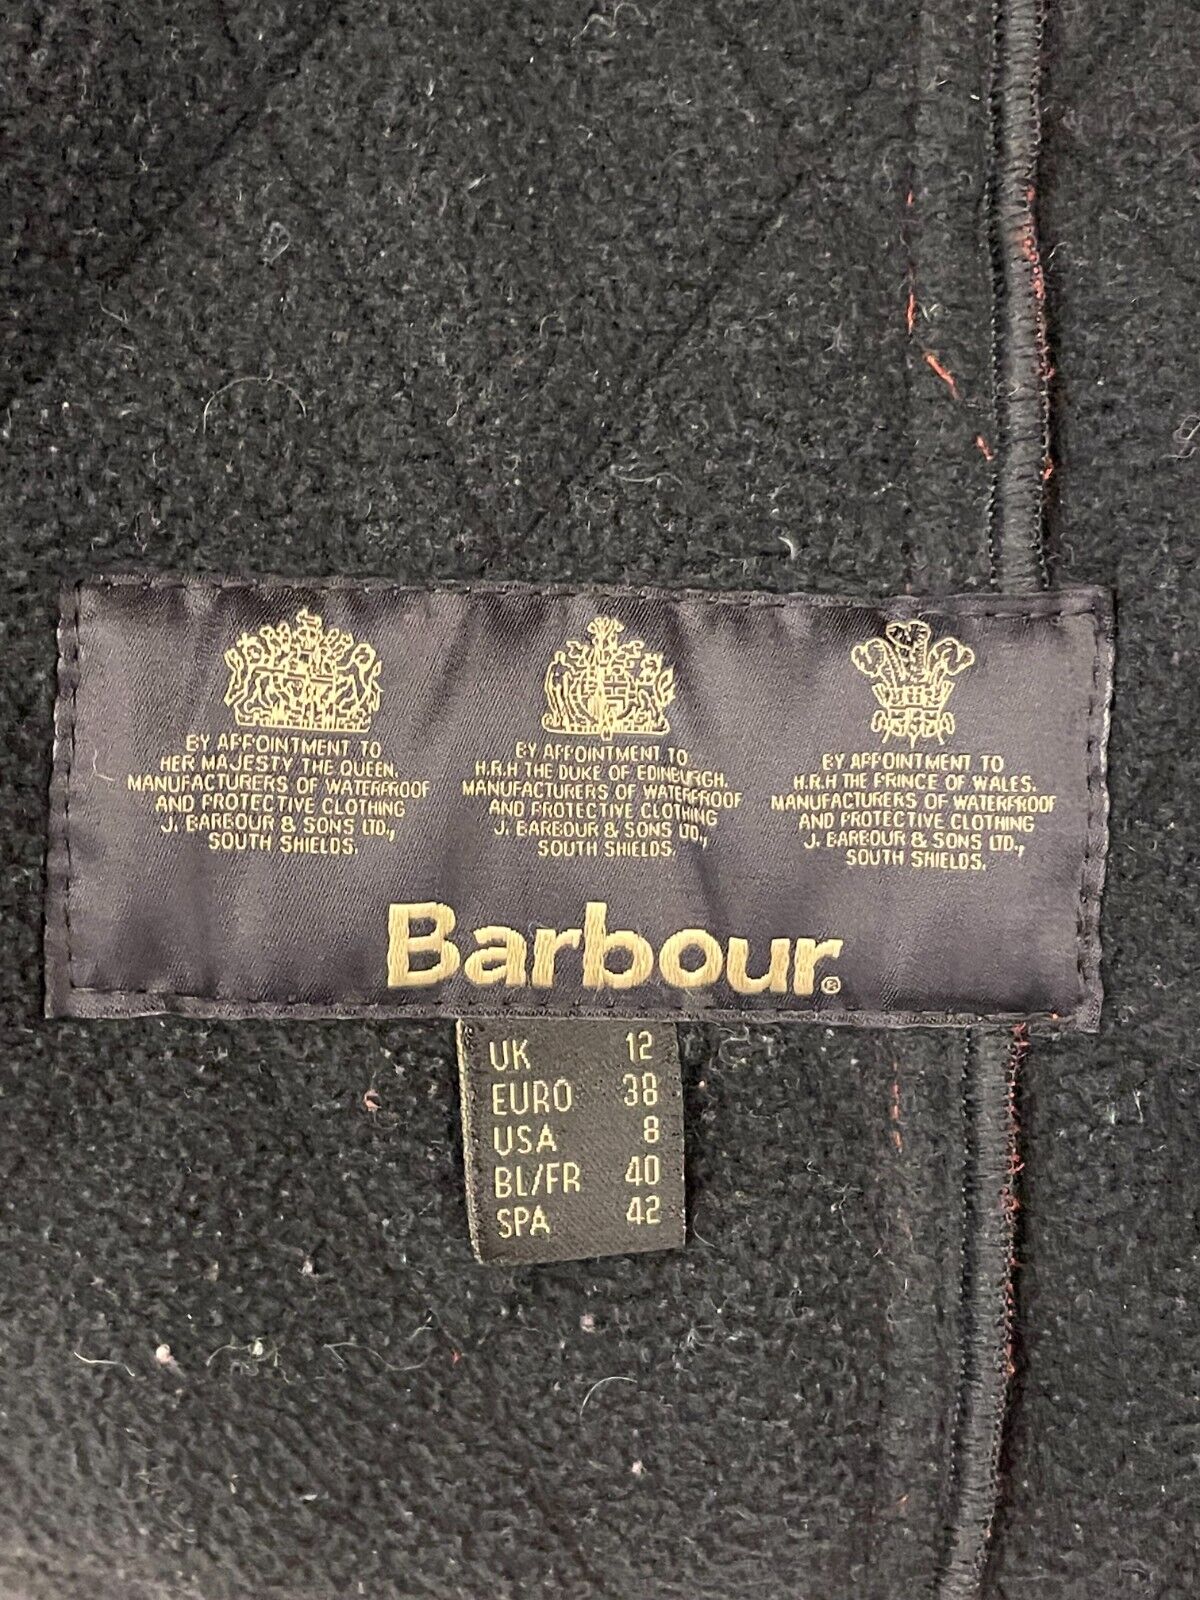 BY APPOINTMENT TO
HER MAJESTY THE QUEEN.
MANUFACTURERS OF WATERPROOF
AND PROTECTIVE CLOTHING
J. BARBOUR & SONS LTD.,
SOUTH SHIELDS.
BY APPOINTMENT TO
H.R.H THE DUKE OF EDINBURGH.
MANUFACTURERS OF WATERPROOF
AND PROTECTIVE CLOTHING
J. BARBOUR & SONS LTD.,
SOUTH SHIELDS.
BY APPOINTMENT TO
H.R.H THE PRINCE OF WALES.
MANUFACTURERS OF WATERPROOF
AND PROTECTIVE CLOTHING
J. BARBOUR & SONS LTD.,
SOUTH SHIELDS.
Barbour®
UK 12
EURO 38
USA 8
BL/FR 40
SPA 42